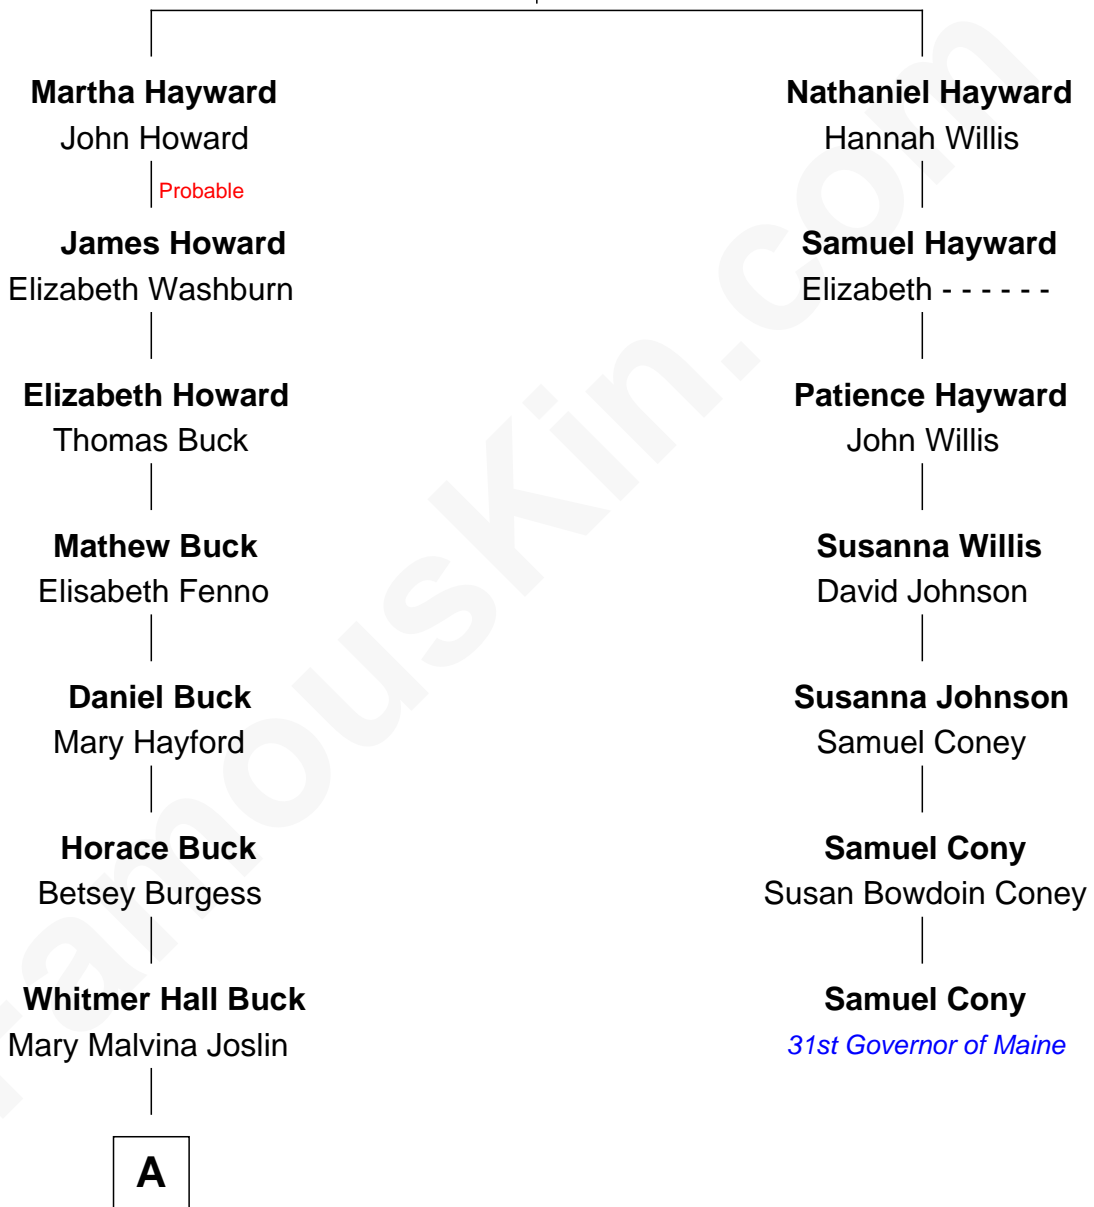 Martha Hayward
John Howard
Probable
James Howard
Elizabeth Washburn
Elizabeth Howard
Thomas Buck
Mathew Buck
Elisabeth Fenno
Daniel Buck
Mary Hayford
Horace Buck
Betsey Burgess
Whitmer Hall Buck
Mary Malvina Joslin
A
Nathaniel Hayward
Hannah Willis
Samuel Hayward
Elizabeth - - - - - -
Patience Hayward
John Willis
Susanna Willis
David Johnson
Susanna Johnson
Samuel Coney
Samuel Cony
Susan Bowdoin Coney
Samuel Cony
31st Governor of Maine
FamousKin.com